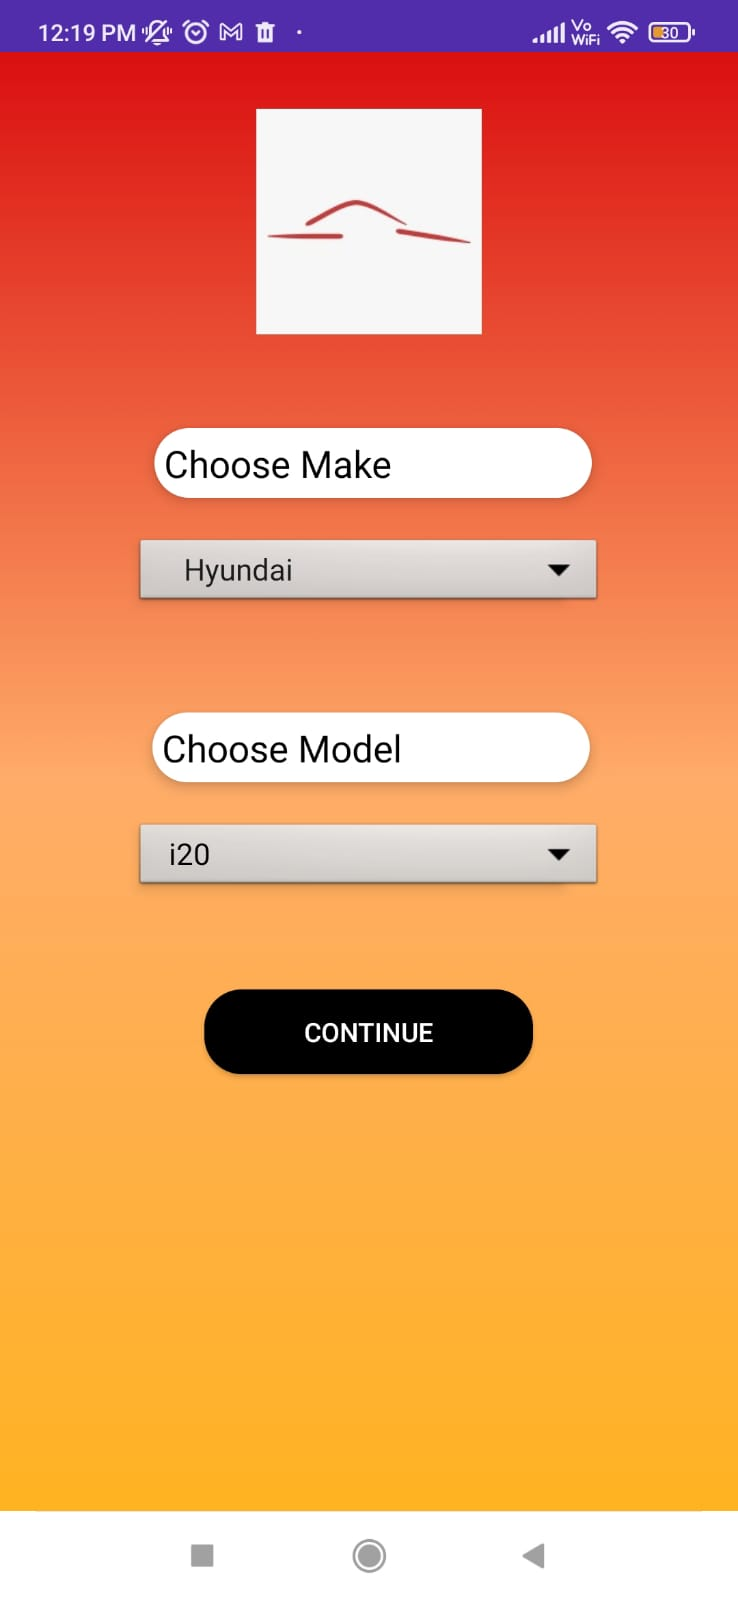 12:19 PM
Vo
WiFi
30
Choose Make
Hyundai
Choose Model
i20
CONTINUE